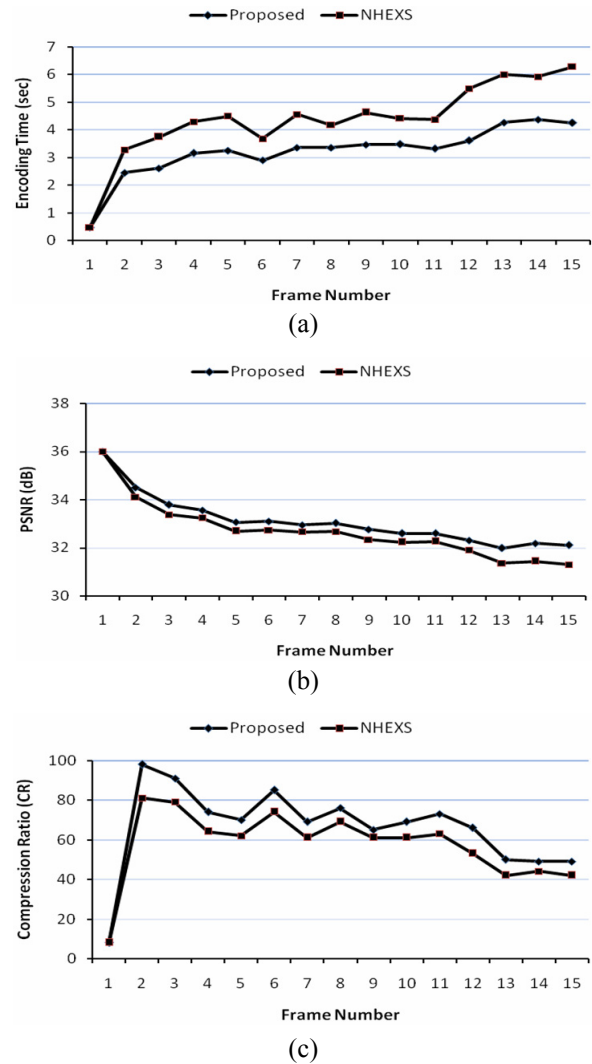 Proposed NHEXS
7
6
5
4
3
2
1
0
Encoding Time (sec)
1 2 3 4 5 6 7 8 9 10 11 12 13 14 15
Frame Number
(a)
Proposed NHEXS
38
36
34
32
30
PSNR (dB)
1 2 3 4 5 6 7 8 9 10 11 12 13 14 15
Frame Number
(b)
Proposed NHEXS
100
80
60
40
20
0
Compression Ratio (CR)
1 2 3 4 5 6 7 8 9 10 11 12 13 14 15
Frame Number
(c)